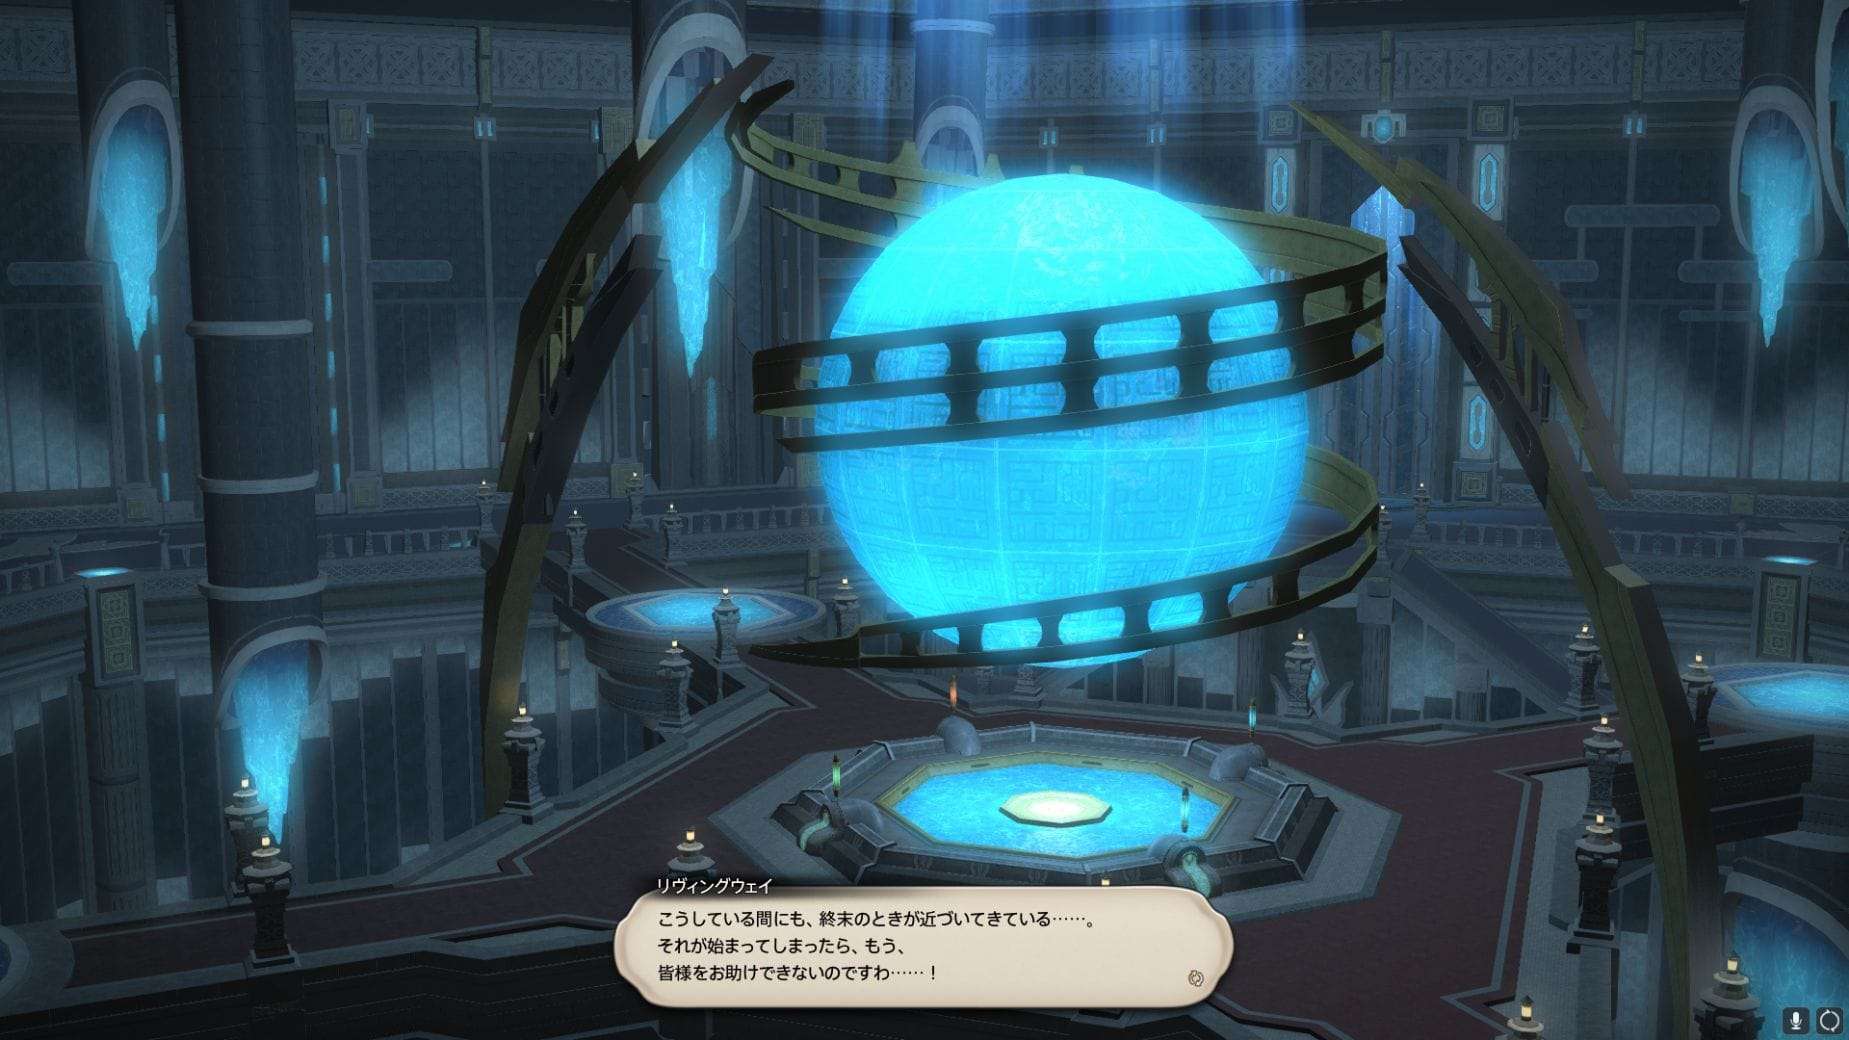 リヴィングウェイ
こうしている間にも、終末のときが近づいてきている……。
それが始まってしまったら、もう、
皆様をお助けできないのですわ……！